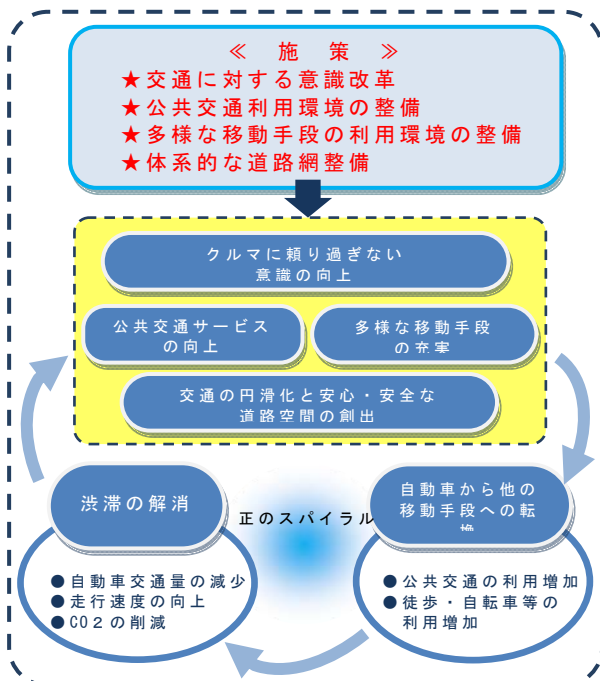 ≪ 施 策 ≫
★交通に対する意識改革
★公共交通利用環境の整備
★多様な移動手段の利用環境の整備
★体系的な道路網整備
クルマに頼り過ぎない
意識の向上
公共交通サービス
の向上
多様な移動手段
の充実
交通の円滑化と安心・安全な
道路空間の創出
渋滞の解消
正のスパイラル
自動車から他の
移動手段への転
換
●自動車交通量の減少
●走行速度の向上
●CO2の削減
●公共交通の利用増加
●徒歩・自転車等の
利用増加